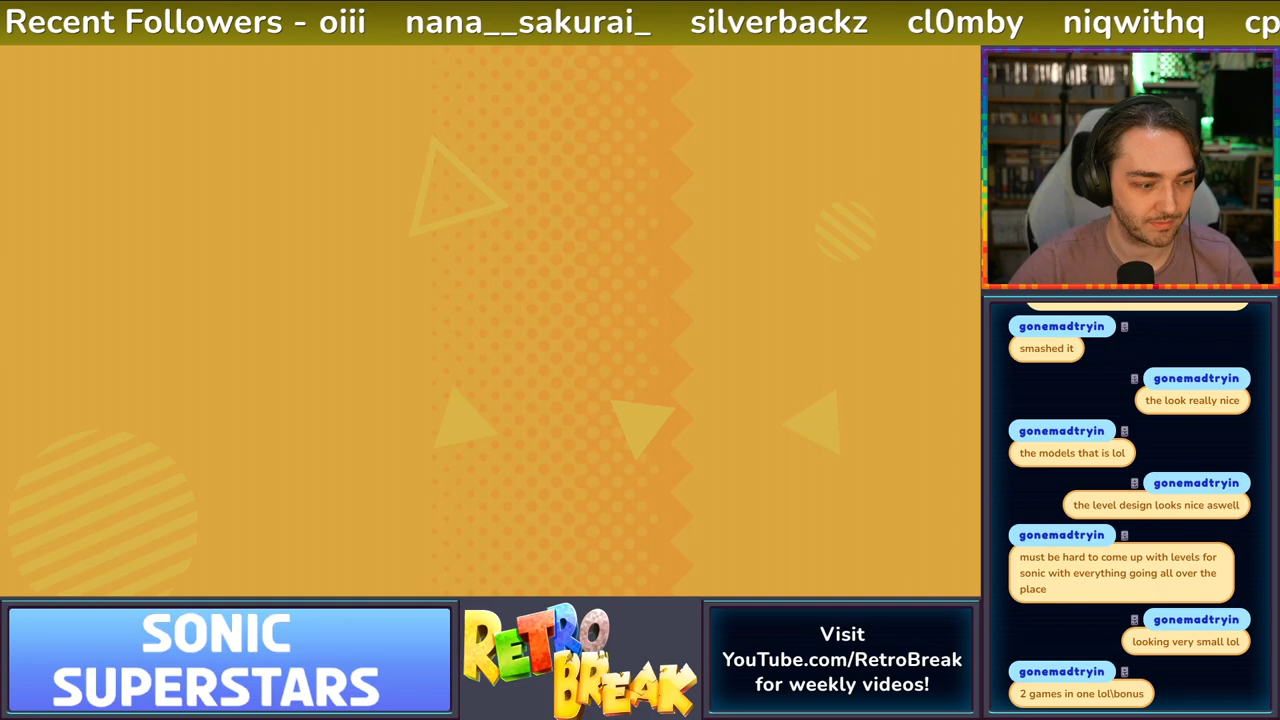 Recent Followers - oiii nana__sakurai_ silverbackz cl0mby niqwithq cp
gonemadtryin
smashed it
gonemadtryin
the look really nice
gonemadtryin
the models that is lol
gonemadtryin
the level design looks nice aswell
gonemadtryin
must be hard to come up with levels for
sonic with everything going all over the
place
gonemadtryin
looking very small lol
gonemadtryin
2 games in one lol\bonus
SONIC
SUPERSTARS
RETRO
BREAK
Visit
YouTube.com/RetroBreak
for weekly videos!